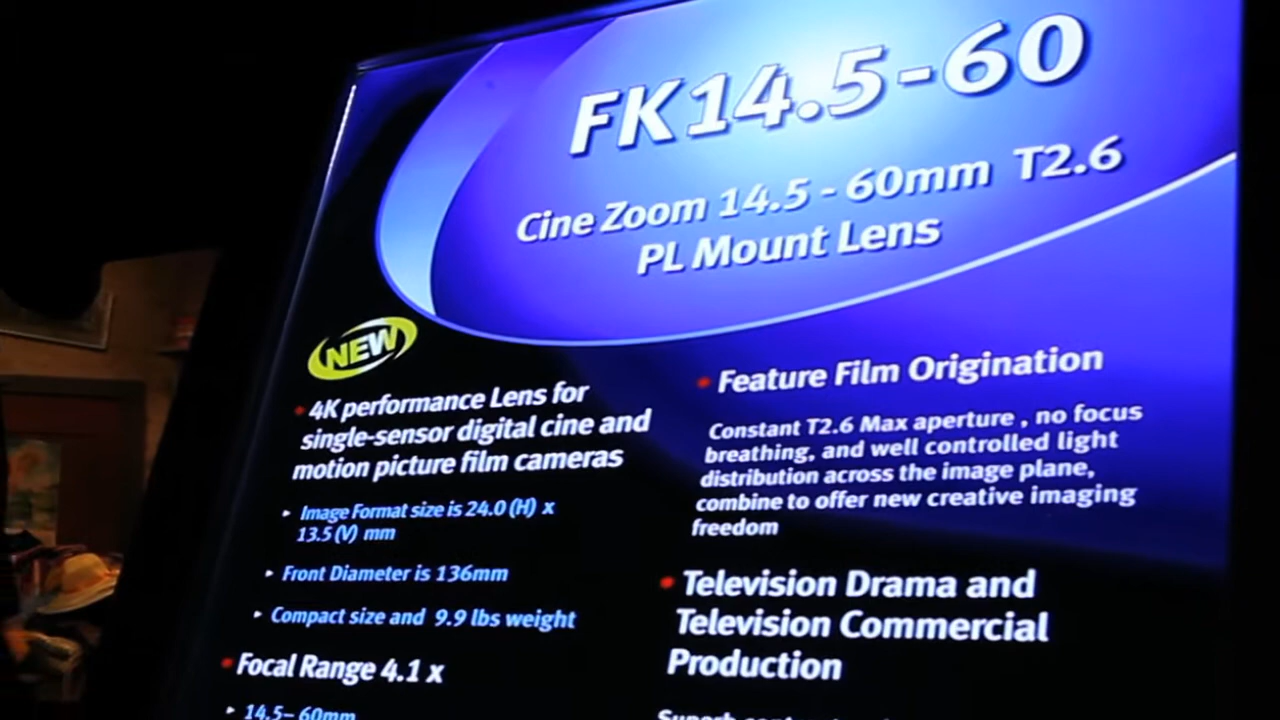 FK14.5-60
Cine Zoom 14.5 - 60mm T2.6
PL Mount Lens
NEW
• 4K performance Lens for
single-sensor digital cine and
motion picture film cameras
▸ Image Format size is 24.0 (H) x
13.5 (V) mm
▸ Front Diameter is 136mm
▸ Compact size and 9.9 lbs weight
• Focal Range 4.1 x
▸ 14.5– 60mm
• Feature Film Origination
Constant T2.6 Max aperture , no focus
breathing, and well controlled light
distribution across the image plane,
combine to offer new creative imaging
freedom
• Television Drama and
Television Commercial
Production